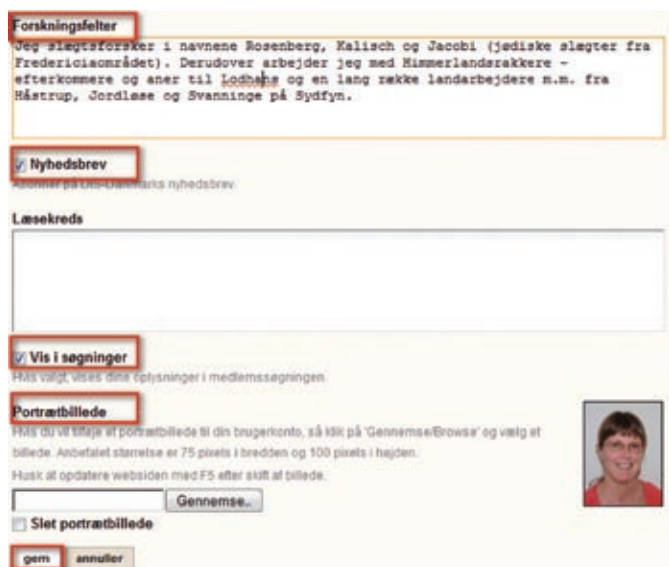 Forskningsfelter
Jeg slægtsforsker i navnene Rosenberg, Kalisch og Jacobi (jødiske slægter fra
Fredericiaområdet). Derudover arbejder jeg med Himmerlandsrakkere -
efterkommere og aner til Lodhans og en lang række landarbejdere m.m. fra
Håstrup, Jordløse og Svanninge på Sydfyn.
Nyhedsbrev
Abonner på DIS-Danmarks nyhedsbrev.
Læsekreds
Vis i søgninger
Hvis valgt, vises dine oplysninger i medlemssøgningen.
Portrætbillede
Hvis du vil tilføje et portrætbillede til din brugerkonto, så klik på 'Gennemse/Browse' og vælg et
billede. Anbefalet størrelse er 75 pixels i bredden og 100 pixels i højden.
Husk at opdatere websiden med F5 efter skift af billede.
Gennemse..
Slet portrætbillede
gem annuller